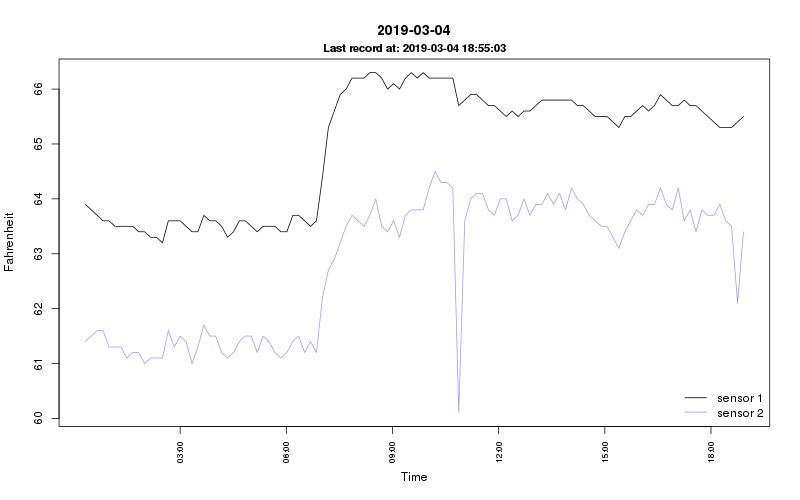 2019-03-04
Last record at: 2019-03-04 18:55:03
Fahrenheit
66
65
64
63
62
61
60
03:00
06:00
09:00
12:00
15:00
18:00
Time
sensor 1
sensor 2